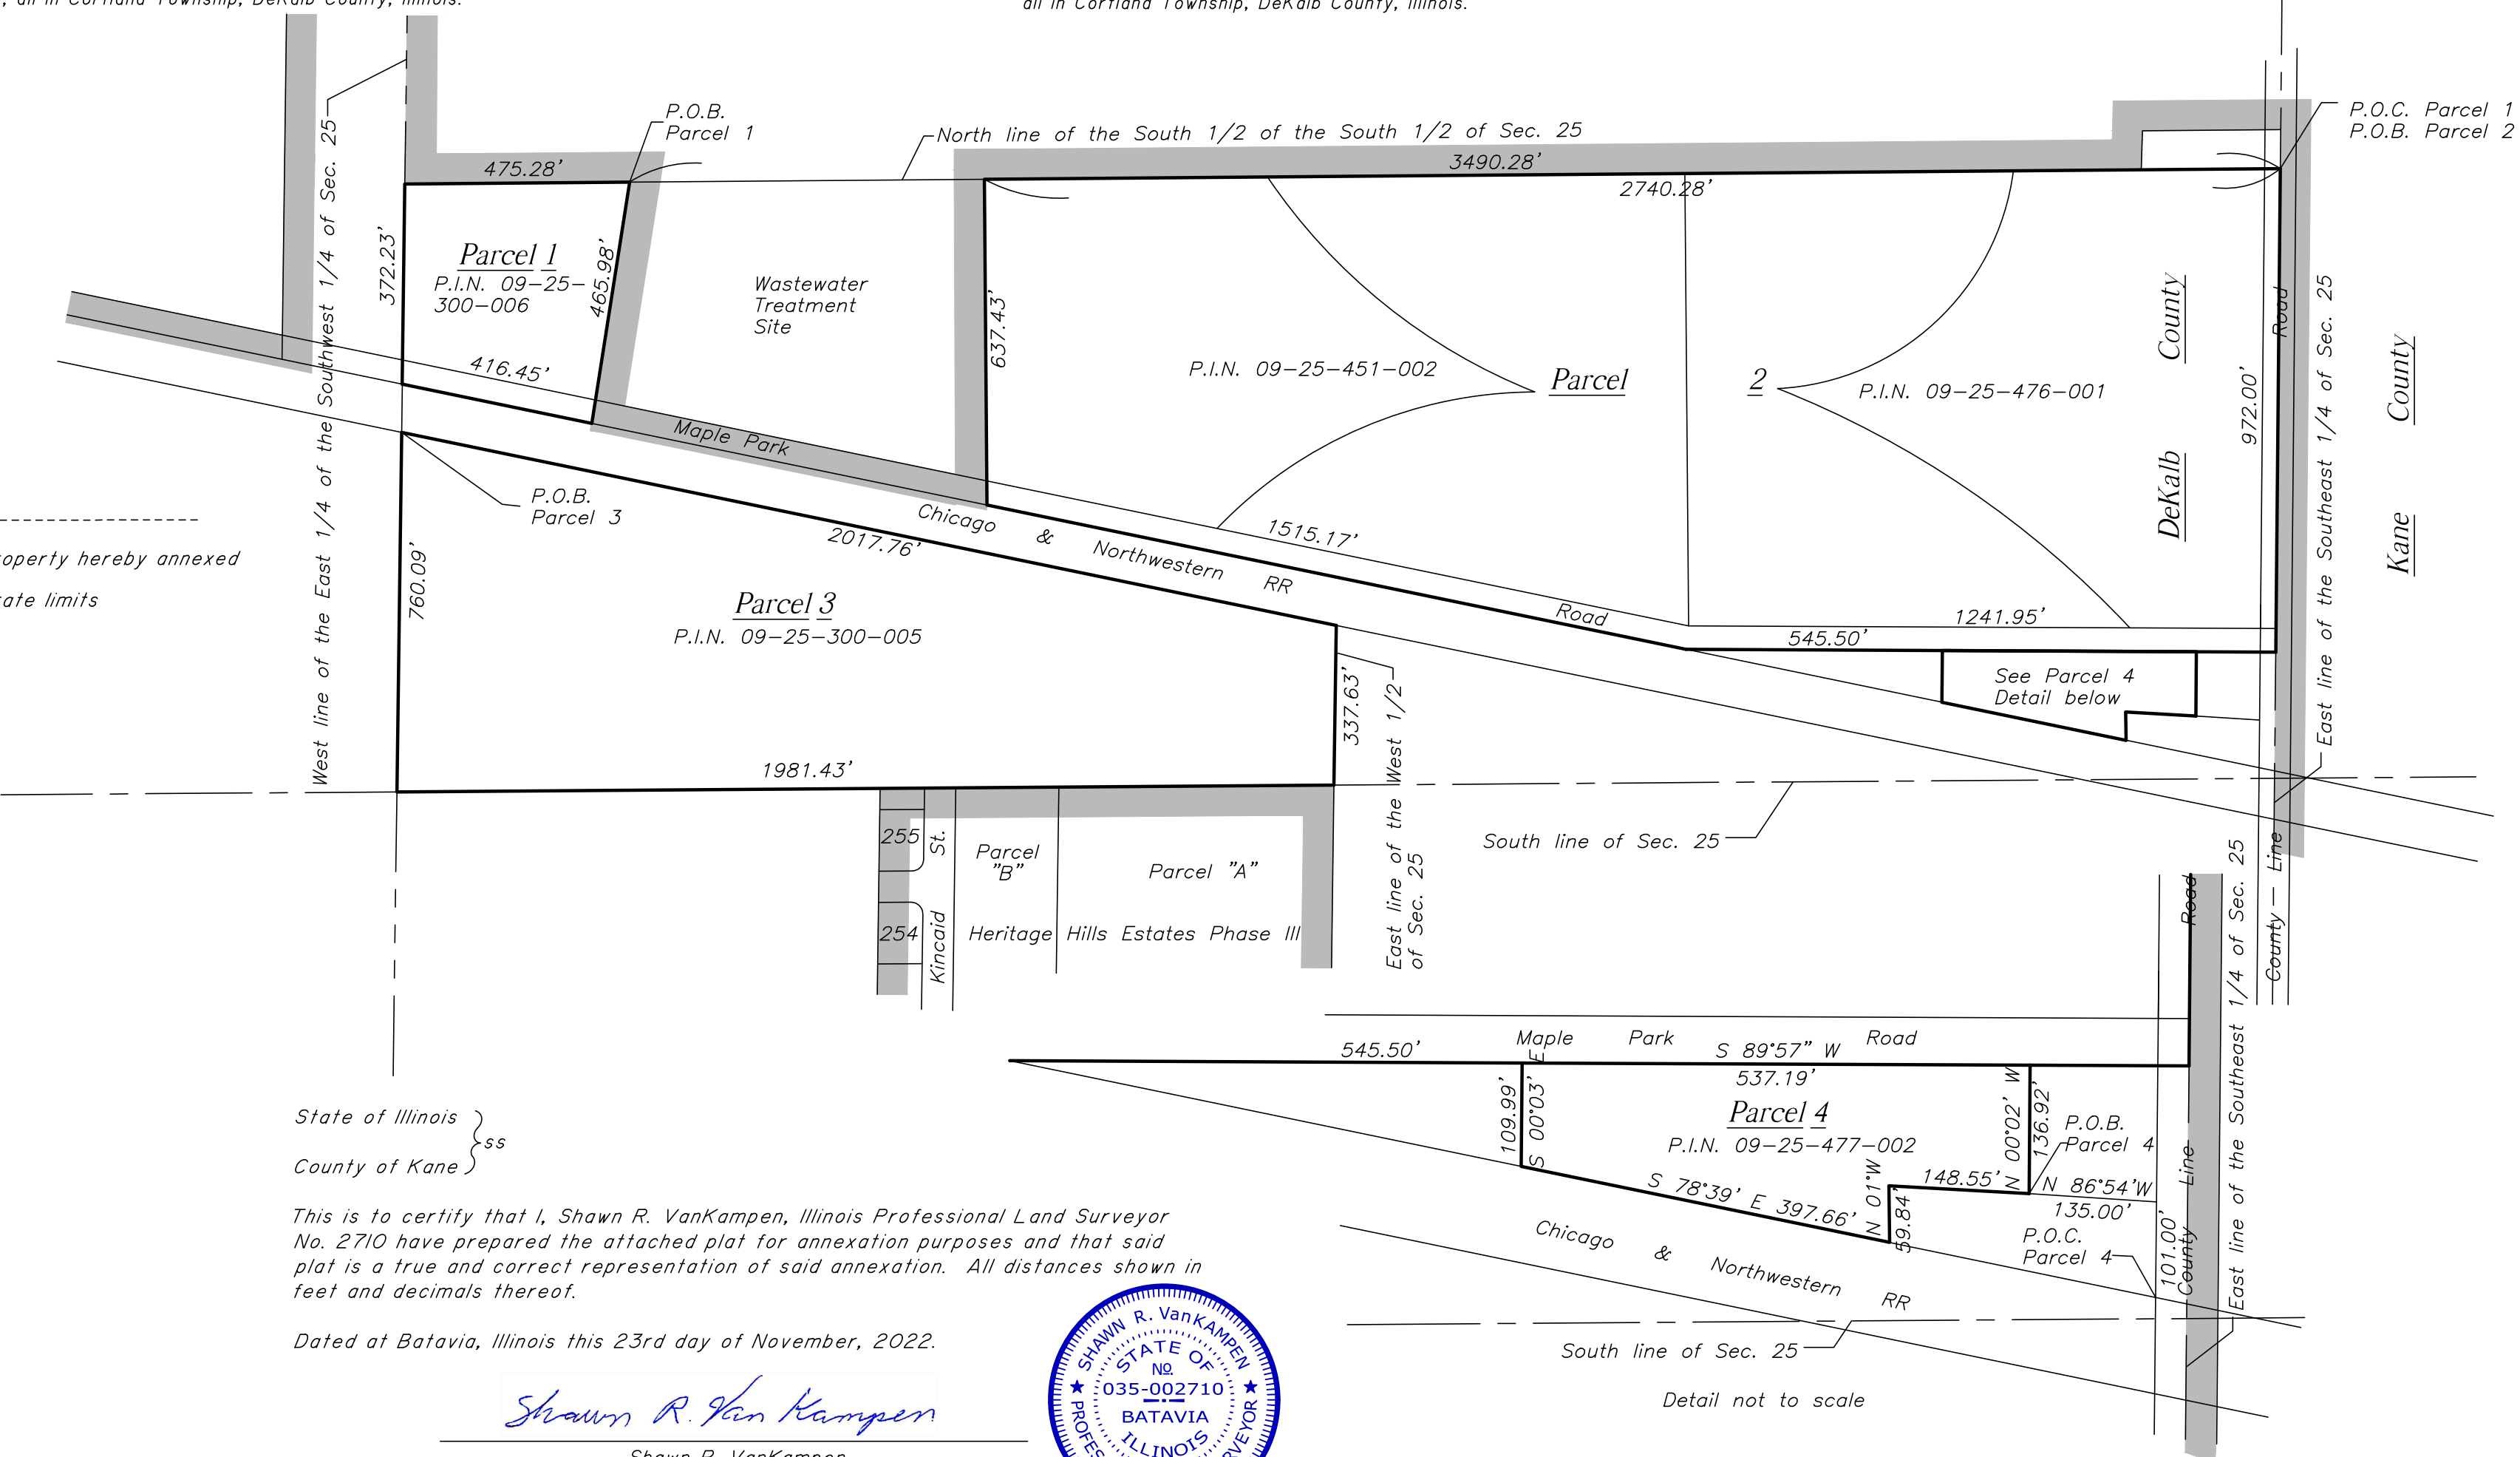 , all in Cortland Township, DeKalb County, Illinois.
all in Cortland Township, DeKalb County, Illinois.
P.O.B.
Parcel 1
North line of the South 1/2 of the South 1/2 of Sec. 25
P.O.C. Parcel 1
P.O.B. Parcel 2
475.28'
3490.28'
2740.28'
West line of the East 1/4 of the Southwest 1/4 of Sec. 25
372.23'
Parcel 1
P.I.N. 09-25-
300-006
465.98'
416.45'
Wastewater
Treatment
Site
637.43'
P.I.N. 09-25-451-002
Parcel 2
P.I.N. 09-25-476-001
DeKalb County
972.00'
Road
East line of the Southeast 1/4 of Sec. 25
Kane County
Maple Park
P.O.B.
Parcel 3
Chicago & Northwestern RR
1515.17'
Road
2017.76'
1241.95'
545.50'
operty hereby annexed
ate limits
760.09'
Parcel 3
P.I.N. 09-25-300-005
337.63'
See Parcel 4
Detail below
1981.43'
East line of the West 1/2
of Sec. 25
South line of Sec. 25
County Line
255
254
Kincaid St.
Parcel
"B"
Parcel "A"
Heritage Hills Estates Phase III
Road
East line of the Southeast 1/4 of Sec. 25
Maple Park Road
545.50'
S 89°57" W
537.19'
109.99'
S 00°03' E
Parcel 4
P.I.N. 09-25-477-002
N 00°02' W
136.92'
P.O.B.
Parcel 4
148.55'
N 86°54'W
135.00'
S 78°39' E 397.66'
N 01°W
59.84'
P.O.C.
Parcel 4
101.00'
County Line
Chicago & Northwestern RR
South line of Sec. 25
Detail not to scale
State of Illinois
ss
County of Kane
This is to certify that I, Shawn R. VanKampen, Illinois Professional Land Surveyor
No. 2710 have prepared the attached plat for annexation purposes and that said
plat is a true and correct representation of said annexation. All distances shown in
feet and decimals thereof.
Dated at Batavia, Illinois this 23rd day of November, 2022.
Shawn R. Van Kampen
Shawn R. VanKampen
SHAWN R. VanKAMPEN
STATE OF
NO.
035-002710
BATAVIA
ILLINOIS